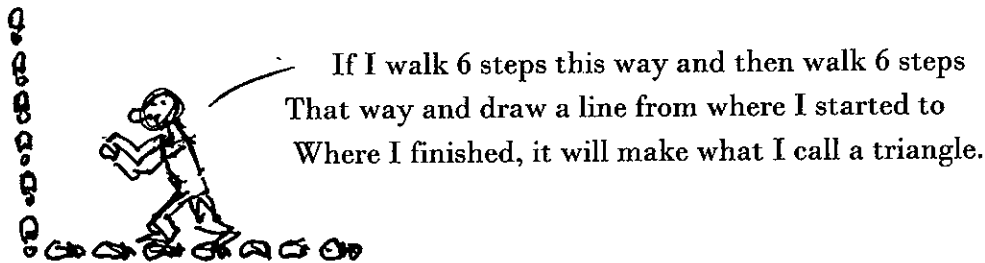 If I walk 6 steps this way and then walk 6 steps
That way and draw a line from where I started to
Where I finished, it will make what I call a triangle.